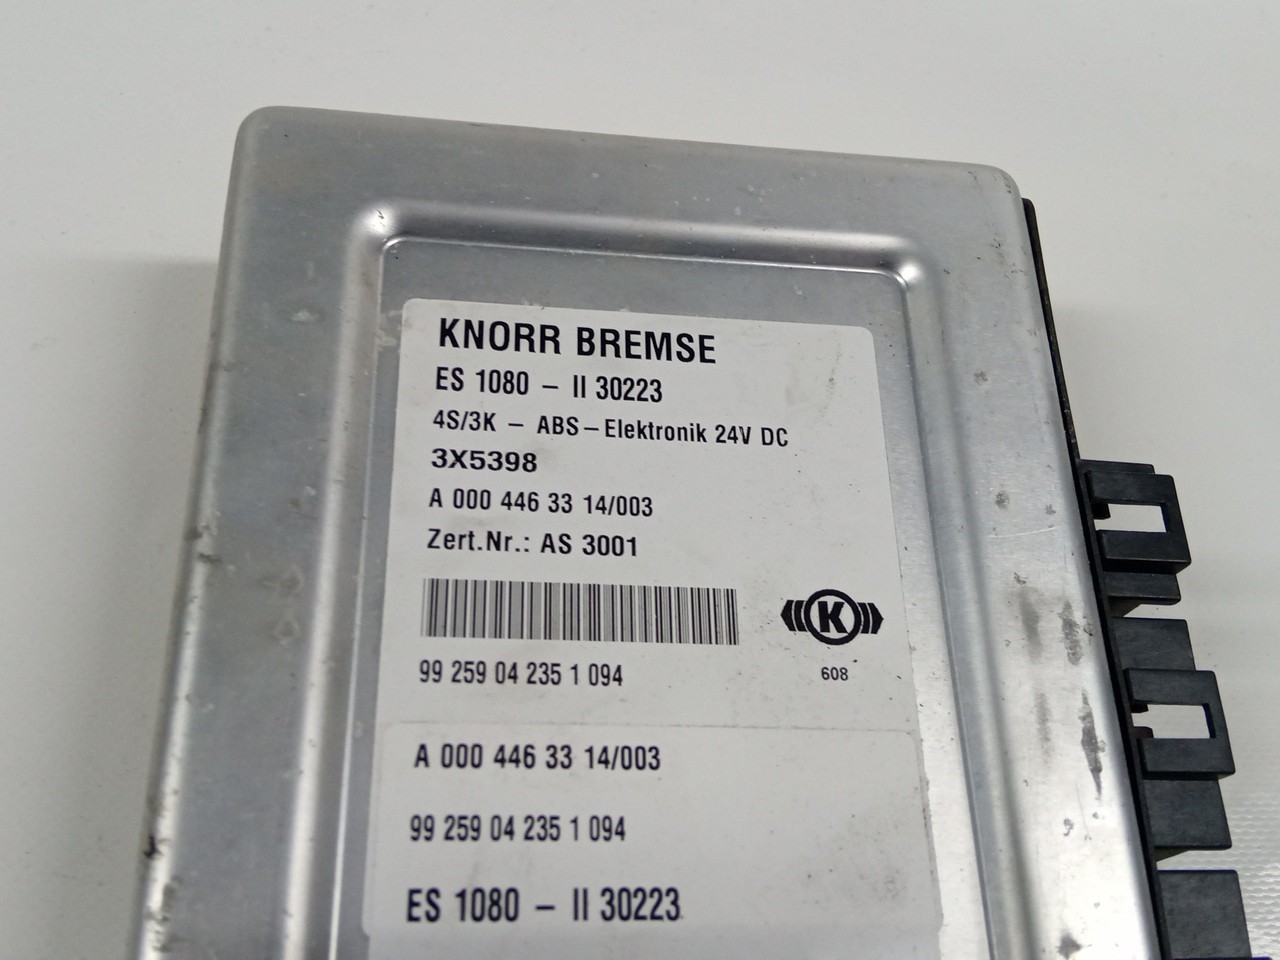 KNORR BREMSE
ES 1080 – II 30223
4S/3K – ABS–Elektronik 24V DC
3X5398
A 000 446 33 14/003
Zert.Nr.: AS 3001
K
99 259 04 235 1 094
608
A 000 446 33 14/003
99 259 04 235 1 094
ES 1080 – II 30223